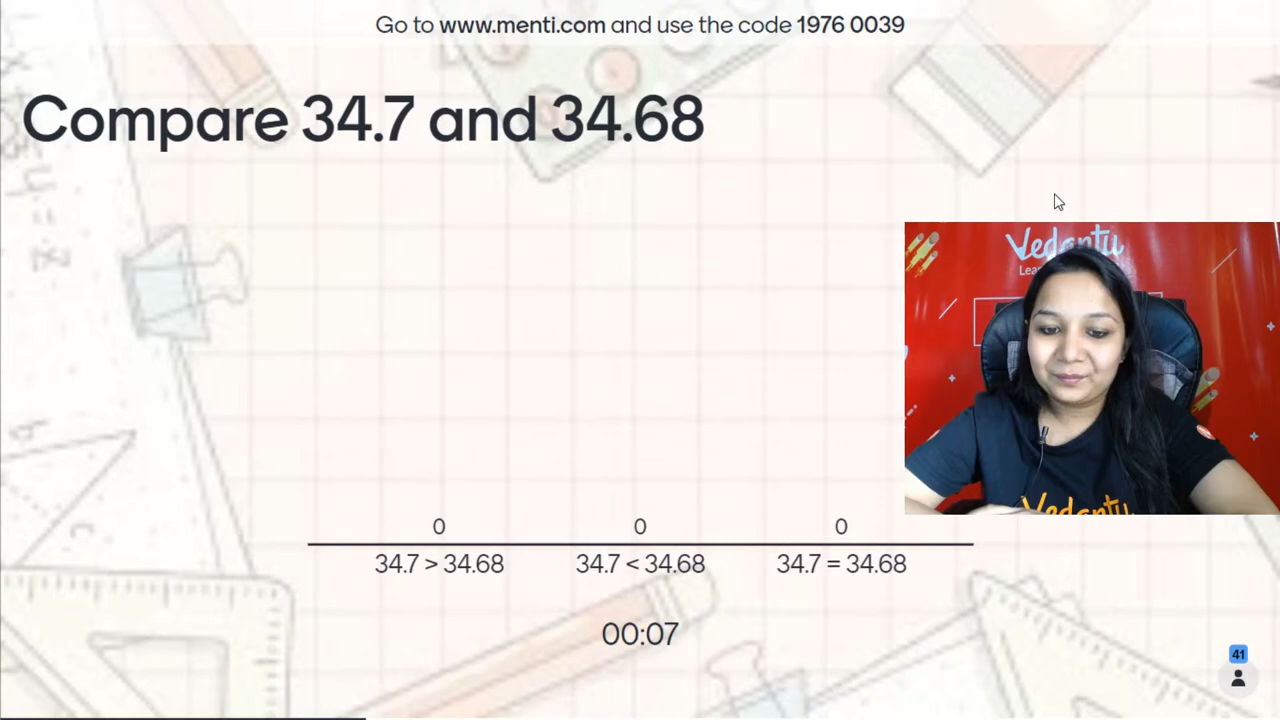 Go to www.menti.com and use the code 1976 0039
Compare 34.7 and 34.68
Vedantu
0 0 0
34.7 > 34.68 34.7 < 34.68 34.7 = 34.68
00:07
41